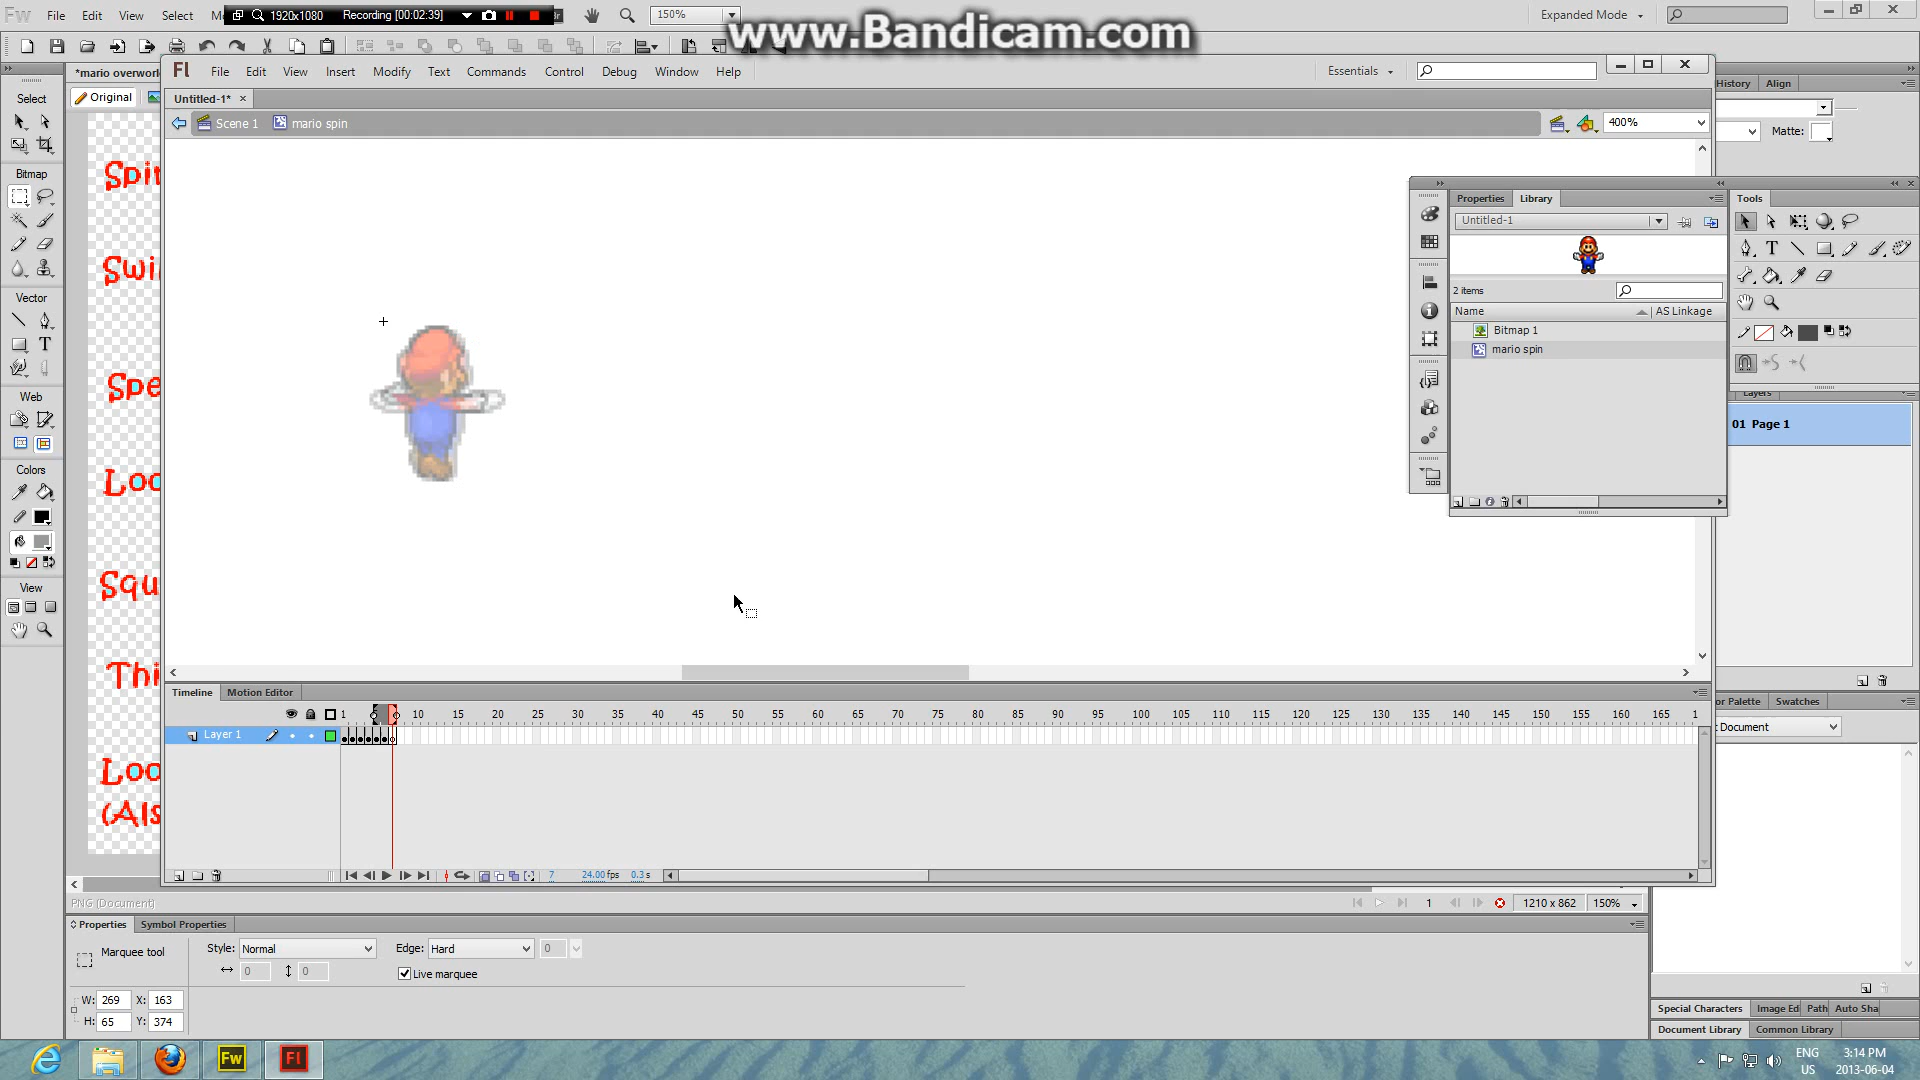 Fw File Edit View Select 1920x1080 Recording [00:02:39] Br 150% Expanded Mode
www.Bandicam.com
*mario overworl
Fl File Edit View Insert Modify Text Commands Control Debug Window Help Essentials
Select Original Untitled-1* History Align
Scene 1 mario spin 400% Matte:
Spi
Bitmap
Properties Library Tools
Untitled-1
Swi
2 items
Vector
Name AS Linkage
Bitmap 1
mario spin
Spe
Web
Layers
01 Page 1
Colors
Loo
View
Squ
Thi
Timeline Motion Editor
or Palette Swatches
1 10 15 20 25 30 35 40 45 50 55 60 65 70 75 80 85 90 95 100 105 110 115 120 125 130 135 140 145 150 155 160 165 1
Layer 1
: Document
Loo
(Als
7 24.00 fps 0.3 s
PNG (Document) 1 1210 x 862 150%
Properties Symbol Properties
Marquee tool Style: Normal Edge: Hard 0
0 0 Live marquee
W: 269 X: 163
H: 65 Y: 374
Special Characters Image Ed Path Auto Sha
Document Library Common Library
Fw Fl ENG 3:14 PM
US 2013-06-04